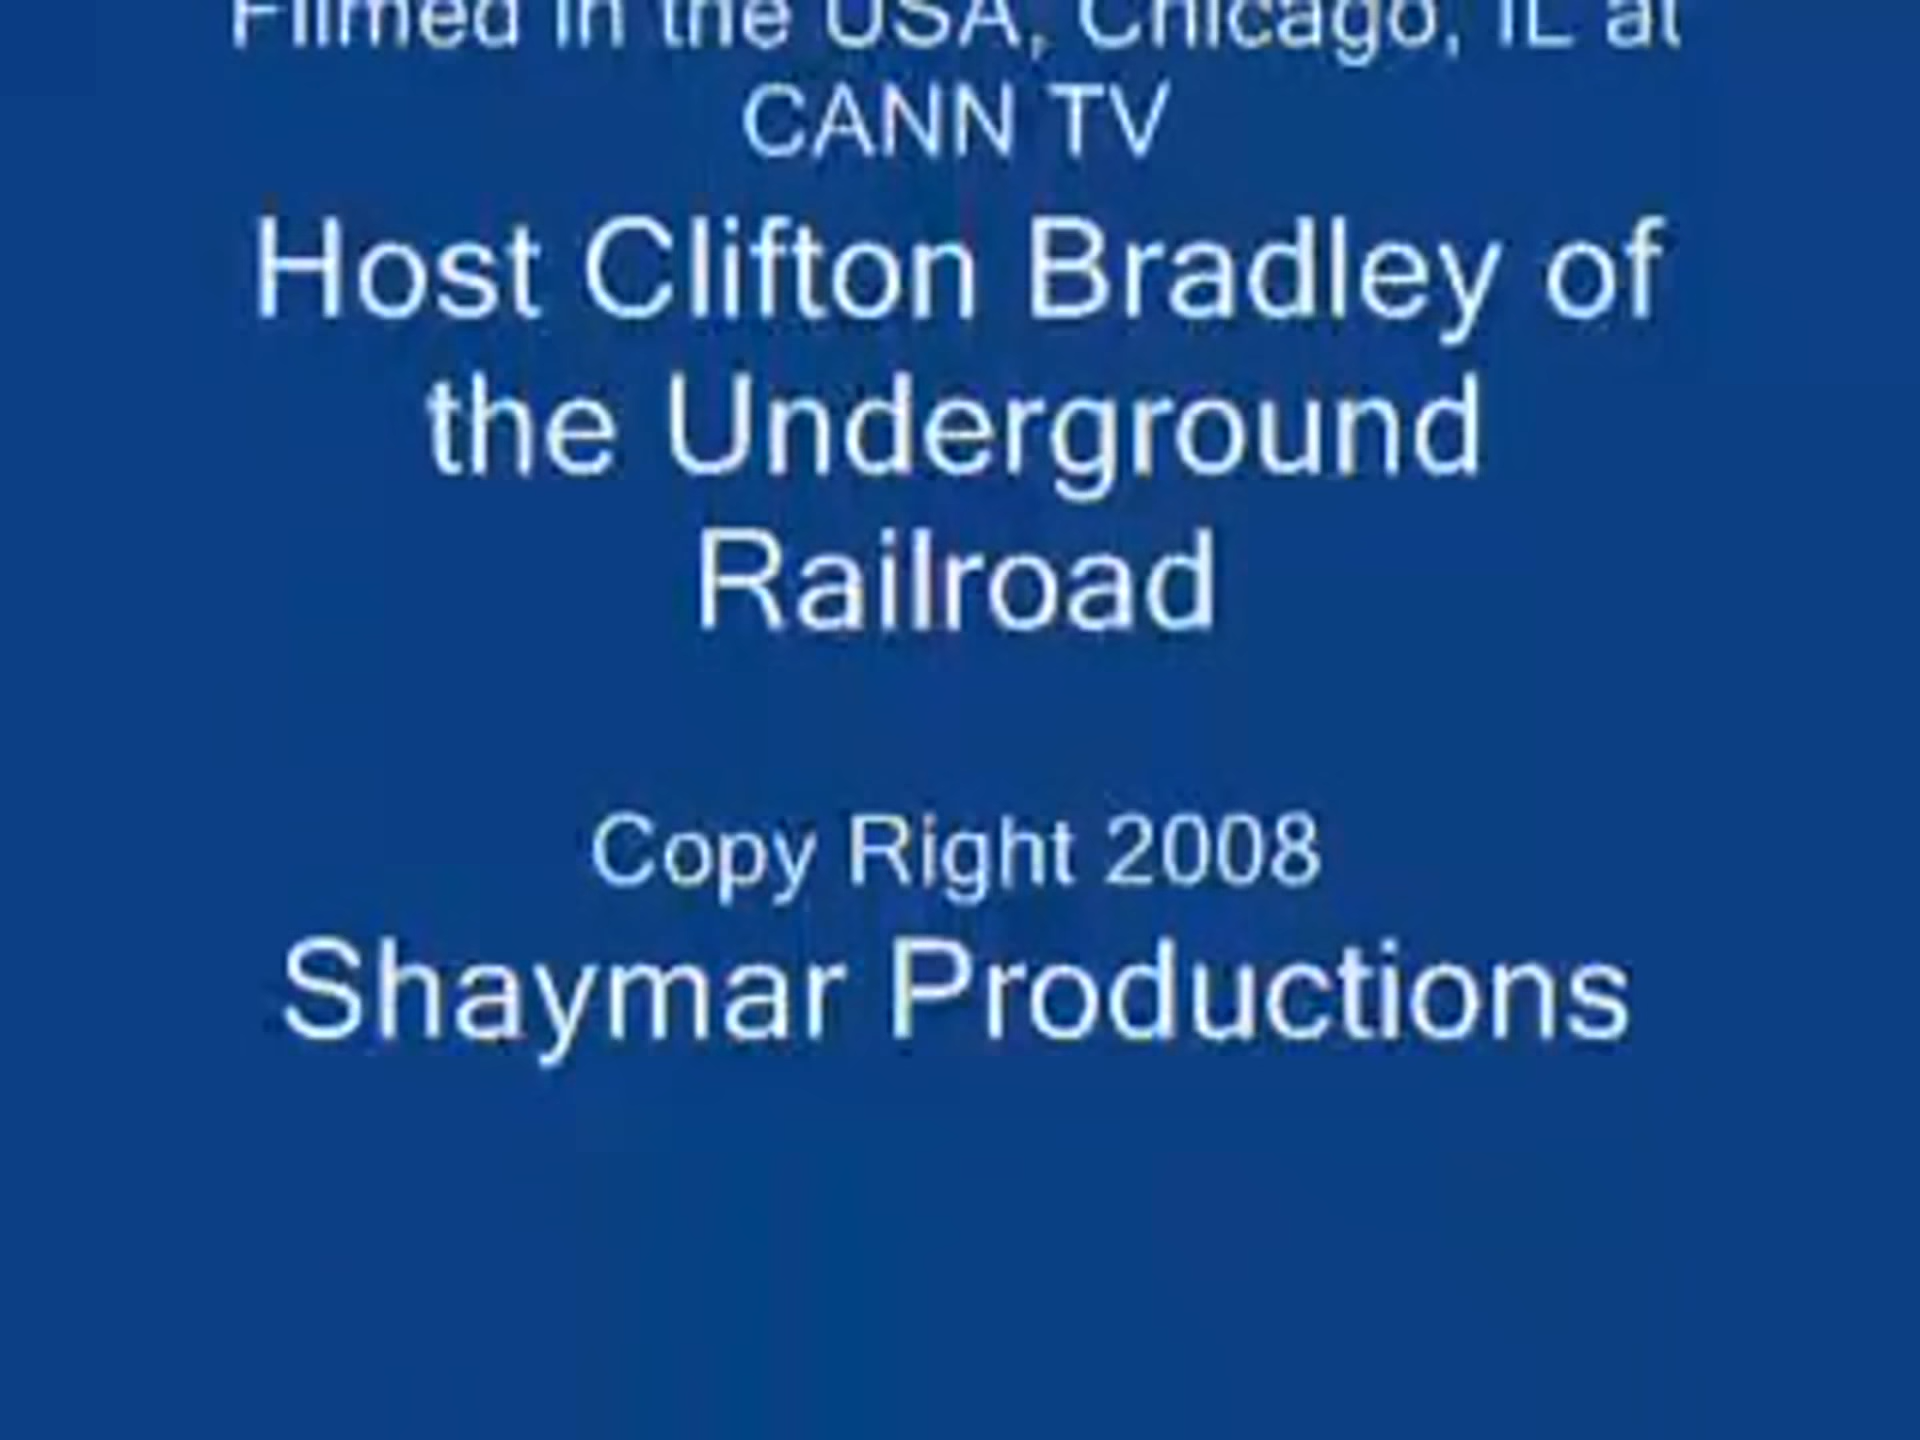 Filmed in the USA, Chicago, IL at
CANN TV
Host Clifton Bradley of
the Underground
Railroad
Copy Right 2008
Shaymar Productions